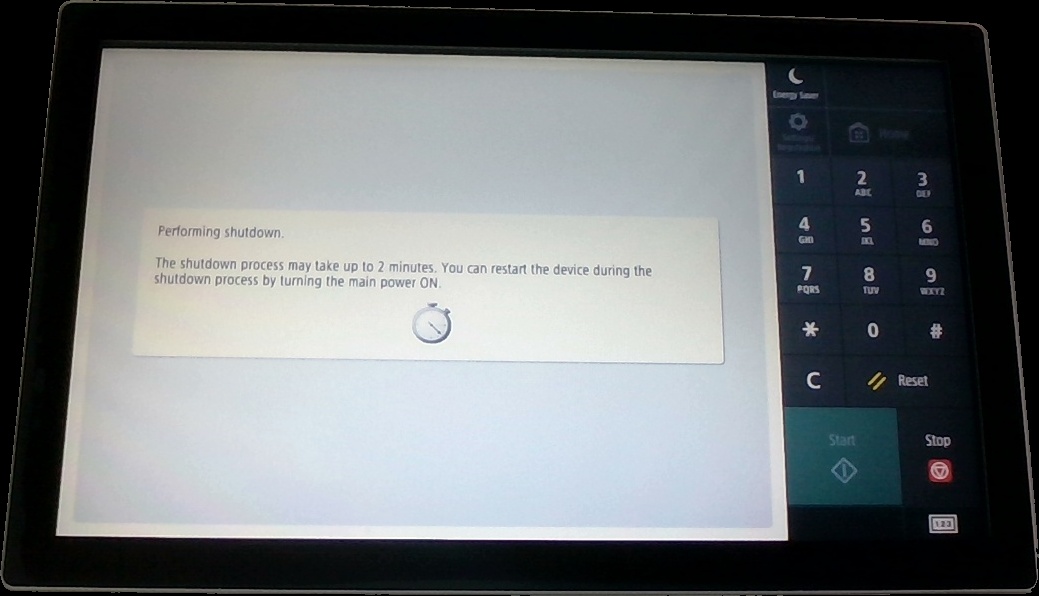 Performing shutdown.
The shutdown process may take up to 2 minutes. You can restart the device during the
shutdown process by turning the main power ON.
Energy Saver
Settings/
Registration
Home
1
2
ABC
3
DEF
4
GHI
5
JKL
6
MNO
7
PQRS
8
TUV
9
WXYZ
*
0
#
C
Reset
Start
Stop
123